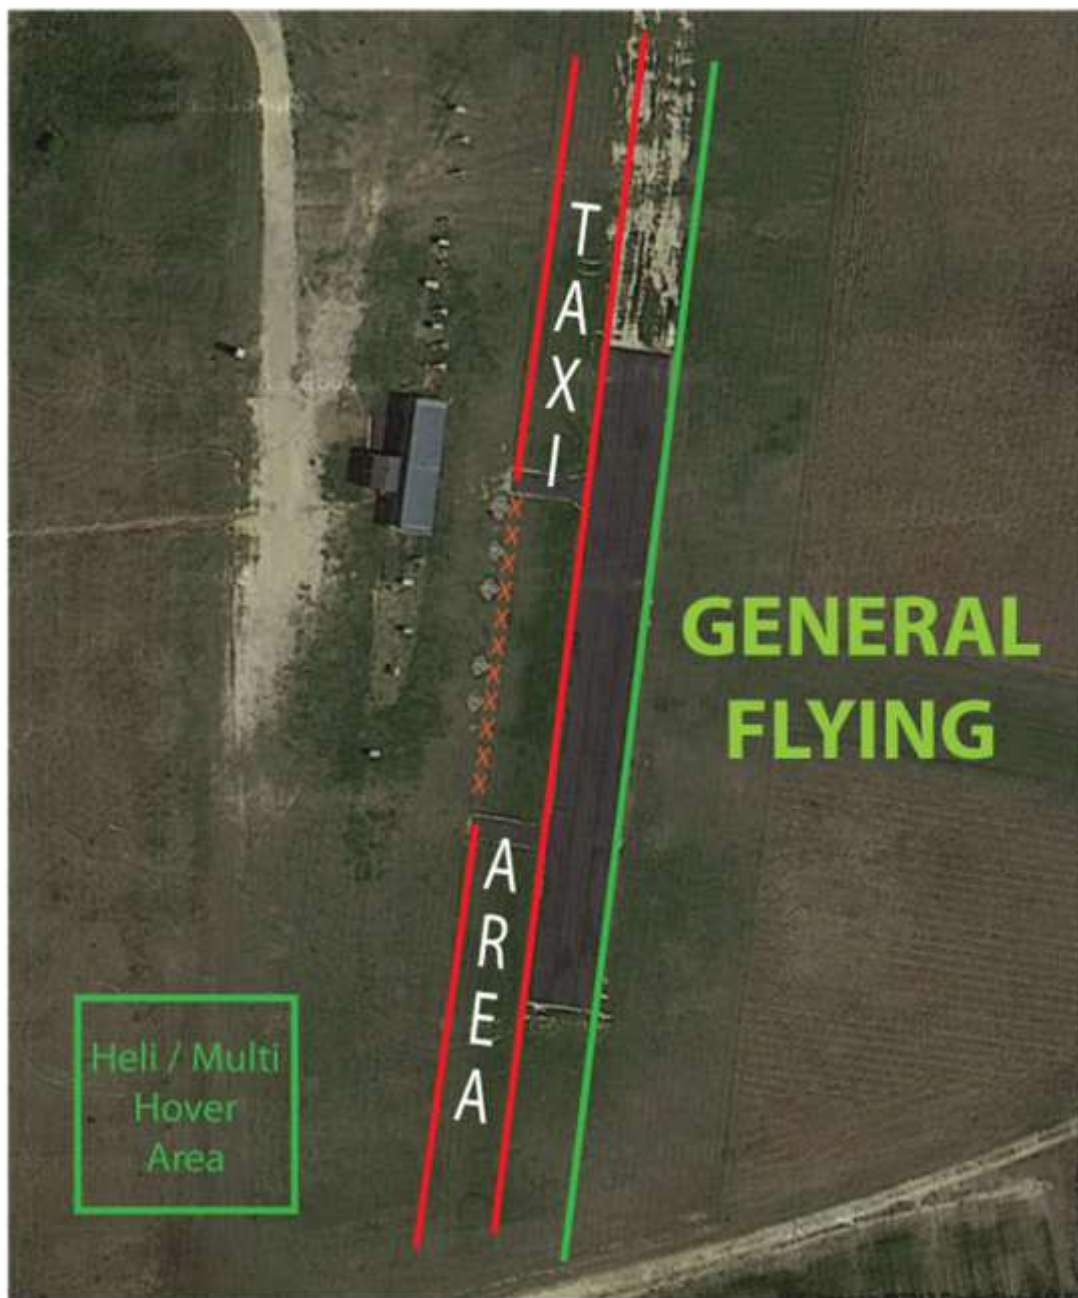 TAXI
GENERAL
FLYING
AREA
Heli / Multi
Hover
Area